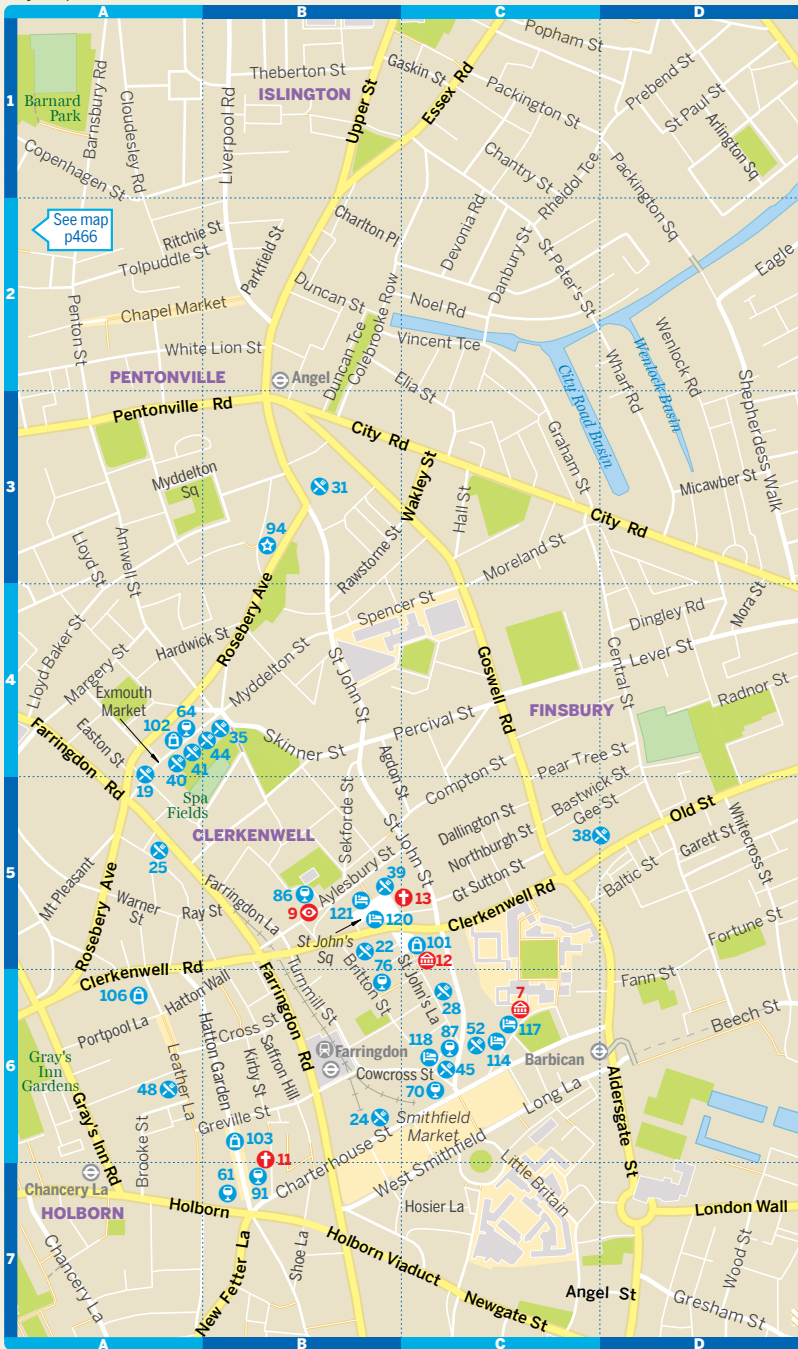 A
B
C
D
Popham St
Theberton St
ISLINGTON
Gaskin St
Essex Rd
Prebend St
St Paul St
Arlington Sq
1
Barnard
Park
Barnsbury Rd
Cloudesley Rd
Liverpool Rd
Upper St
Packington St
Copenhagen St
Chantry St
Rheidol Tce
Packington Sq
See map
p466
Ritchie St
Tolpuddle St
Parkfield St
Charlton Pl
Devonia Rd
Danbury St
St Peter's St
Eagle
2
Penton St
Chapel Market
Duncan St
Noel Rd
White Lion St
Duncan Tce
Colebrooke Row
Vincent Tce
Wharf Rd
Wenlock Basin
Wenlock Rd
PENTONVILLE
Angel
Elia St
City Road Basin
Shepherdess Walk
Pentonville Rd
City Rd
Graham St
3
Myddelton
Sq
31
Wakley St
Hall St
Micawber St
94
City Rd
Lloyd St
Amwell St
Rawstorne St
Moreland St
Rosebery Ave
Spencer St
Dingley Rd
Mora St
4
Lloyd Baker St
Margery St
Hardwick St
Myddelton St
St John St
Goswell Rd
Central St
Lever St
Exmouth
Market
FINSBURY
Radnor St
Farringdon Rd
Easton St
102
64
35
44
41
40
19
Skinner St
Percival St
Agdon St
Compton St
Pear Tree St
Bastwick St
Gee St
Spa
Fields
Sekforde St
St John St
Dallington St
38
Old St
5
CLERKENWELL
Northburgh St
Garett St
Whitecross St
25
Aylesbury St
39
Gt Sutton St
Baltic St
Mt Pleasant
Rosebery Ave
Warner
St
Ray St
Farringdon La
86
9
121
120
13
Clerkenwell Rd
Fortune St
St John's
Sq
22
101
12
Clerkenwell Rd
76
Fann St
106
Hatton Wall
Farringdon Rd
Turnmill St
Britton St
St John's La
28
7
Beech St
Portpool La
Cross St
118
87
52
117
6
Gray's
Inn
Gardens
Leather La
Hatton Garden
Kirby St
Saffron Hill
Farringdon
Cowcross St
45
114
Barbican
48
70
Long La
Aldersgate St
Gray's Inn Rd
Brooke St
Greville St
24
Smithfield
Market
103
Charterhouse St
West Smithfield
11
Little Britain
Chancery La
61
91
Hosier La
HOLBORN
Holborn
London Wall
7
Chancery La
New Fetter La
Shoe La
Holborn Viaduct
Newgate St
Angel St
Wood St
Gresham St
A
B
C
D